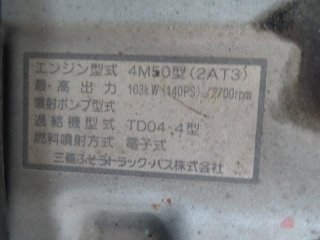 エンジン型式 4M50型(2AT3)
最高出力 103kW(140PS)/2700rpm
噴射ポンプ型式
過給機型式 TD04-4型
燃料噴射方式 電子式
三菱ふそうトラック・バス株式会社